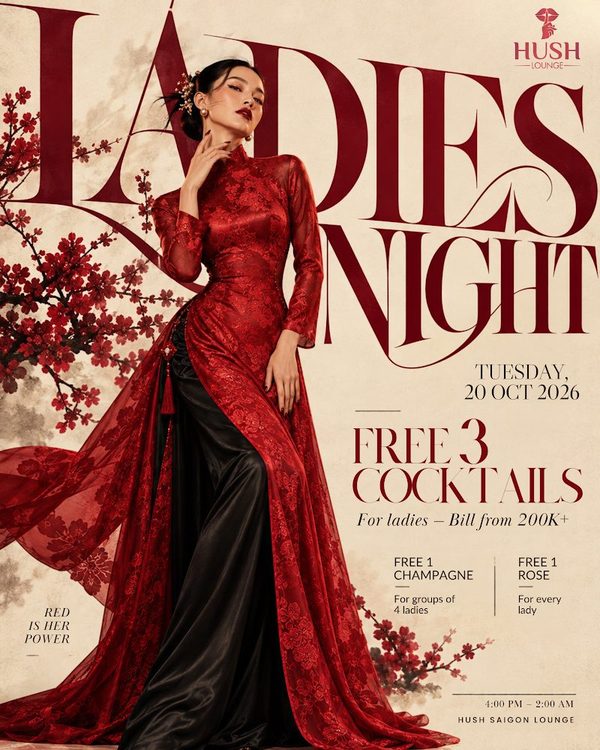 HUSH
LOUNGE
LADIES
NIGHT
TUESDAY,
20 OCT 2026
FREE 3
COCKTAILS
For ladies – Bill from 200K+
FREE 1
CHAMPAGNE
For groups of
4 ladies
FREE 1
ROSE
For every
lady
RED
IS HER
POWER
4:00 PM – 2:00 AM
HUSH SAIGON LOUNGE